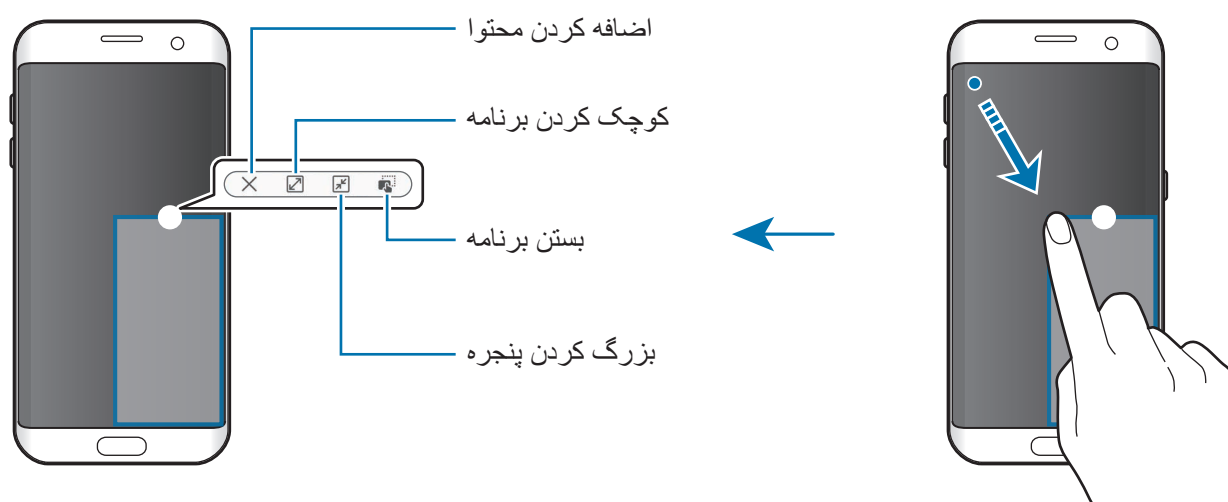 اضافه کردن محتوا
کوچک کردن برنامه
بستن برنامه
بزرگ کردن پنجره